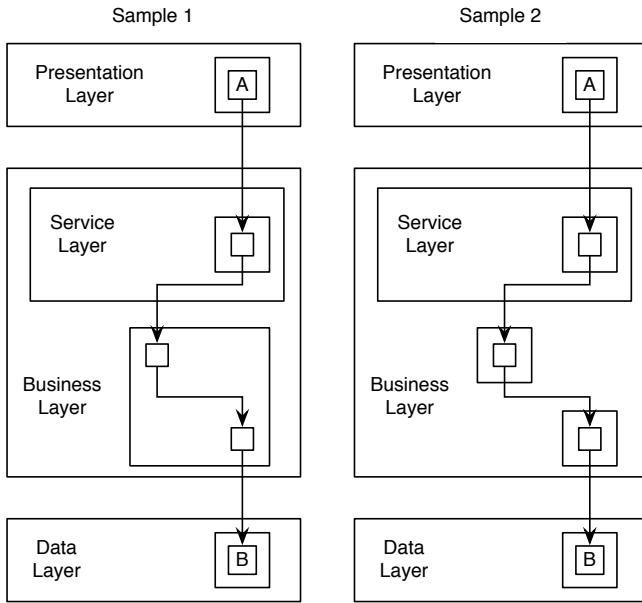 Sample 1
Presentation
Layer
A
Service
Layer
Business
Layer
Data
Layer
B
Sample 2
Presentation
Layer
A
Service
Layer
Business
Layer
Data
Layer
B